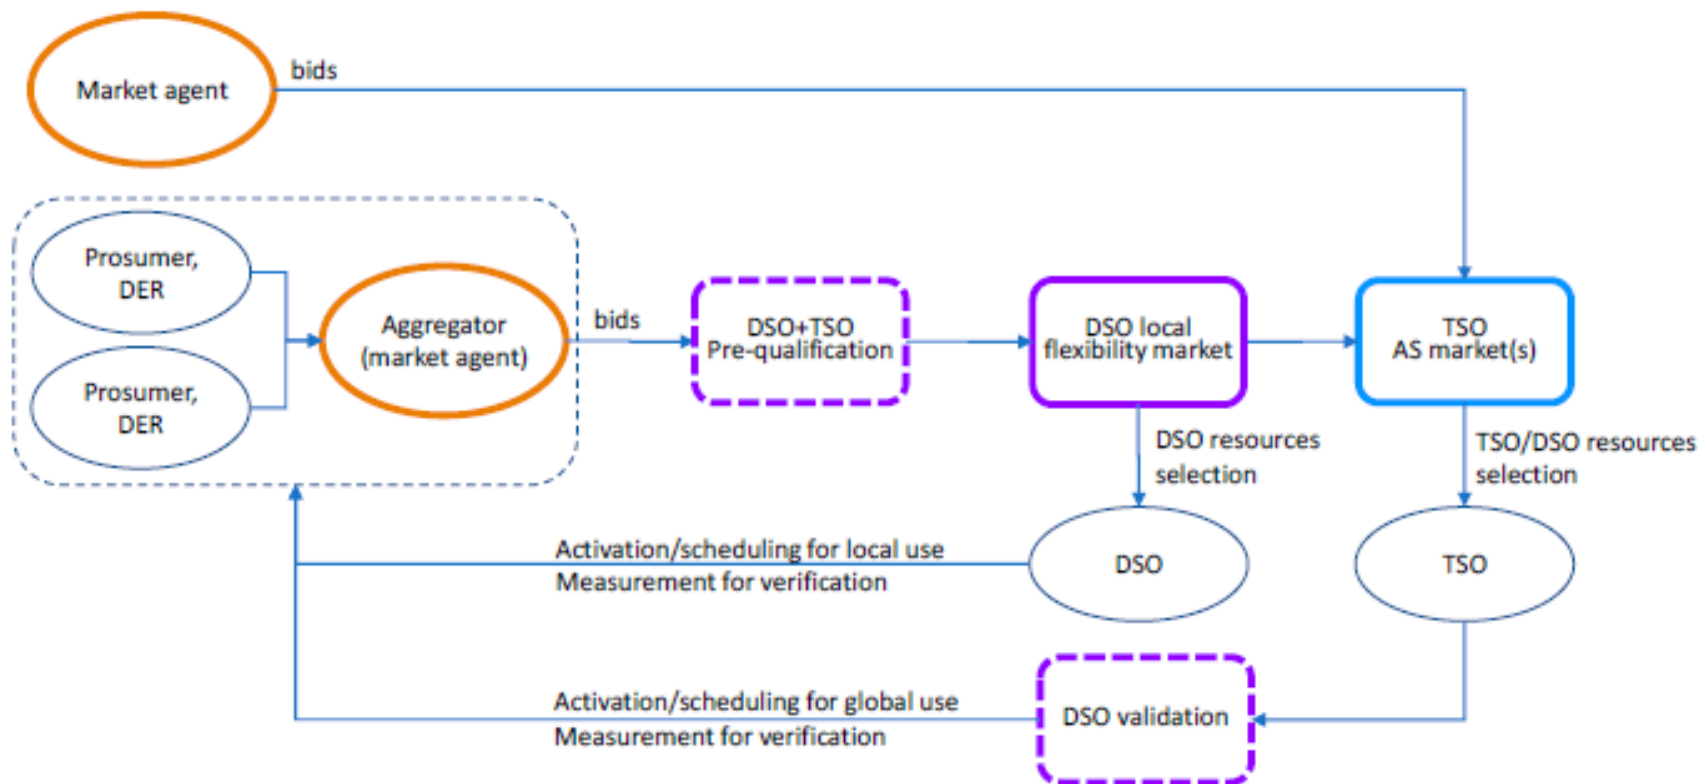 bids
Market agent
Prosumer,
DER
Aggregator
(market agent)
bids
DSO+TSO
Pre-qualification
DSO local
flexibility market
TSO
AS market(s)
Prosumer,
DER
DSO resources
selection
TSO/DSO resources
selection
Activation/scheduling for local use
Measurement for verification
DSO
TSO
Activation/scheduling for global use
Measurement for verification
DSO validation